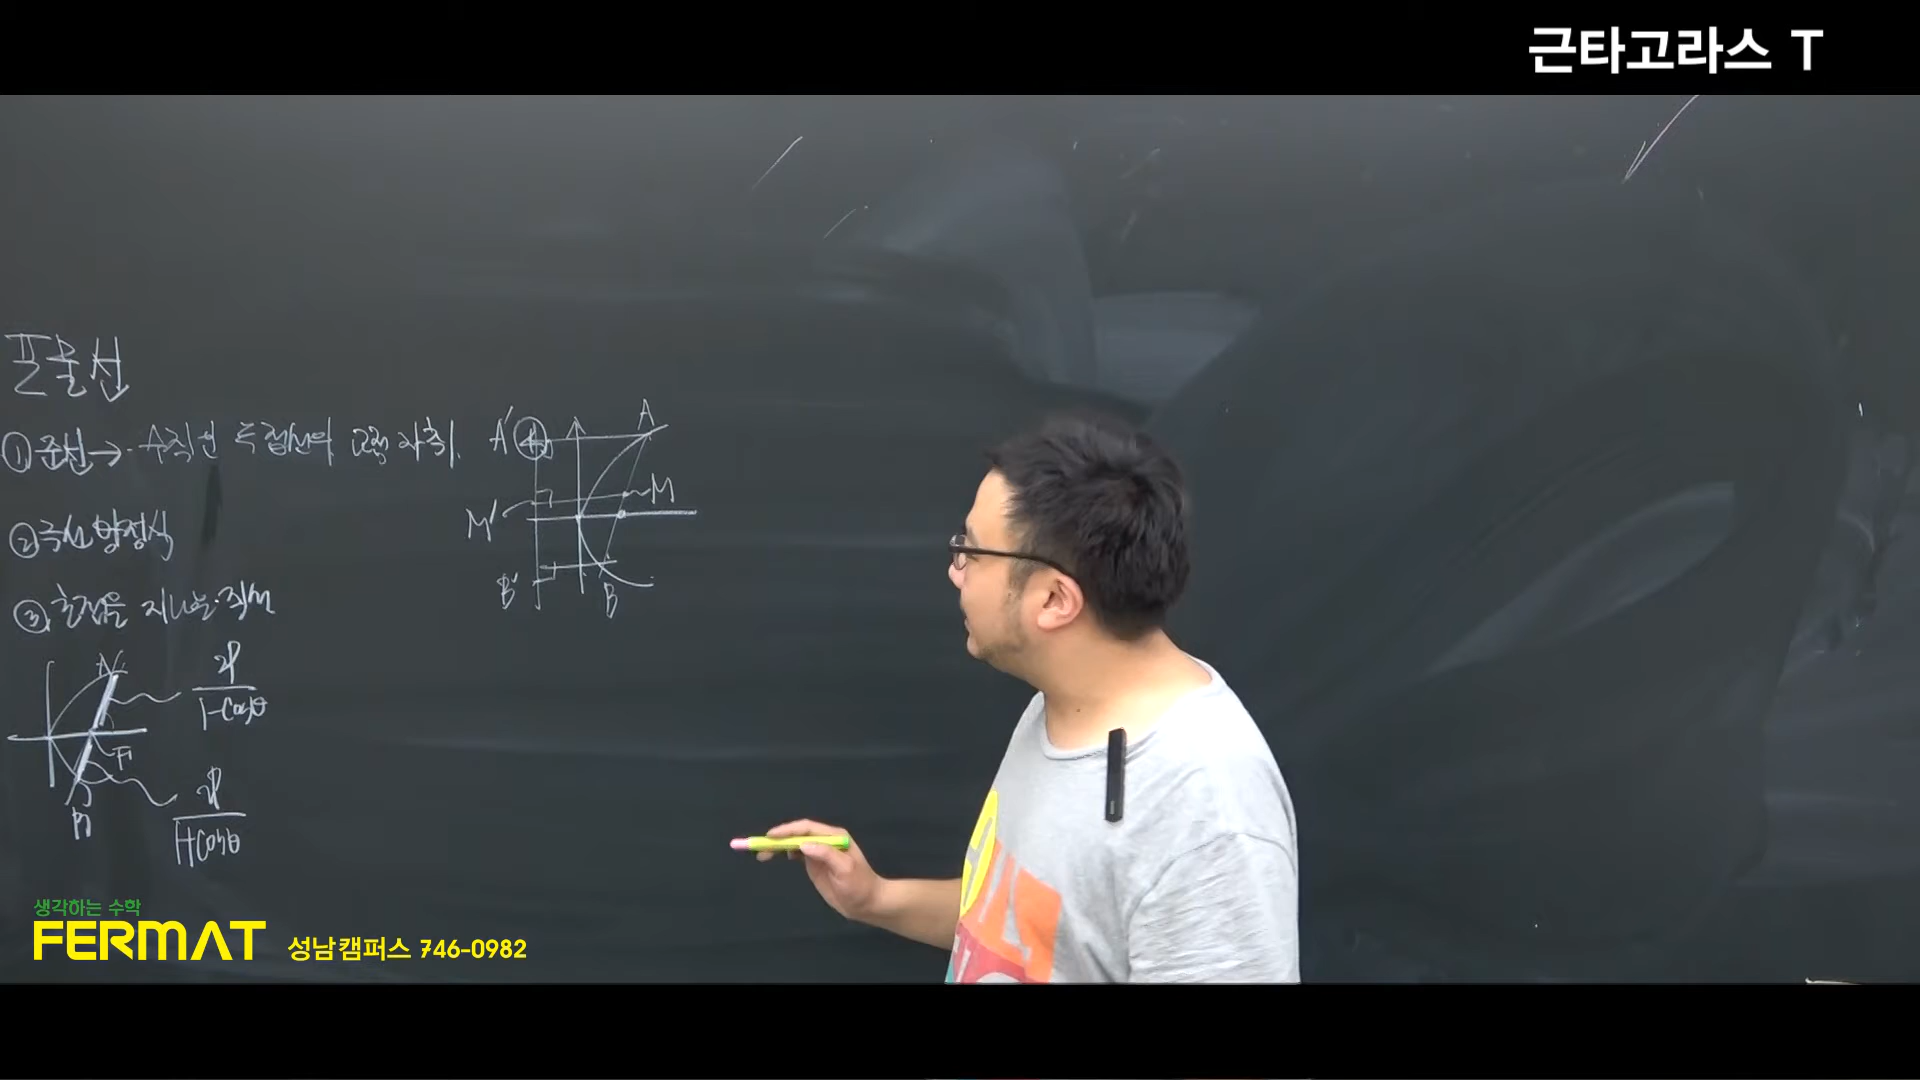 근타고라스 T
포물선
① 준선 → 수직인 두 접선의 교점 자취.
② 극선 방정식
③ 초점을 지나는 직선
A'
A
M
M'
B'
B
A
2p
1-cosθ
F
B
2p
1+cosθ
생각하는 수학
FERMAT 성남캠퍼스 746-0982